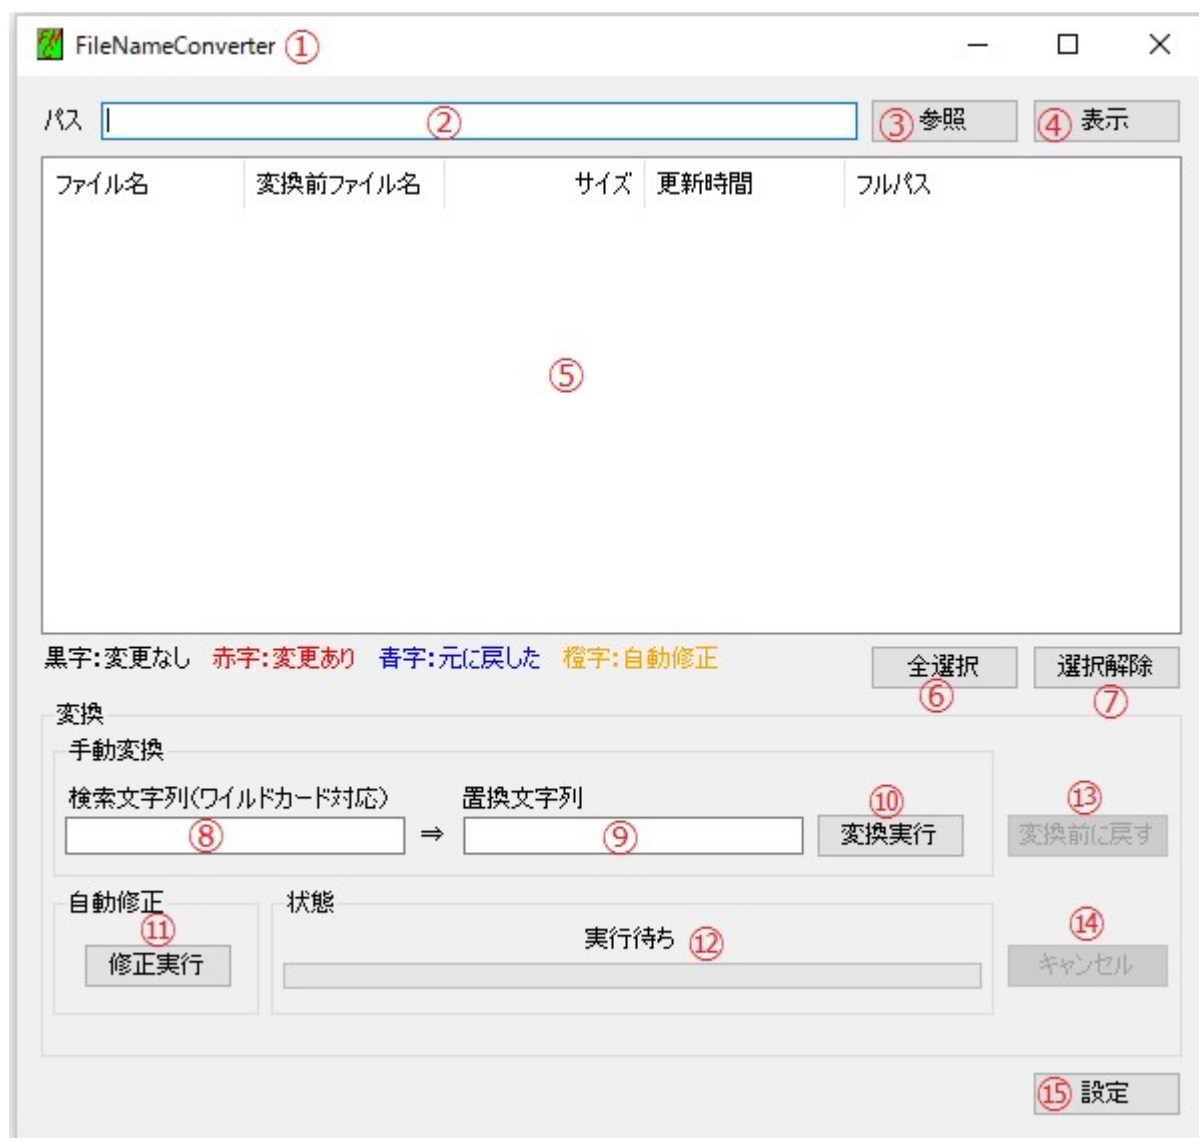 FileNameConverter ①
パス ② ③ 参照 ④ 表示
ファイル名 変換前ファイル名 サイズ 更新時間 フルパス
⑤
黒字:変更なし 赤字:変更あり 青字:元に戻した 橙字:自動修正
全選択 選択解除
⑥ ⑦
変換
手動変換
検索文字列(ワイルドカード対応) 置換文字列 ⑩ ⑬
⑧ ⇒ ⑨ 変換実行 変換前に戻す
自動修正 状態
⑪ 実行待ち ⑫ ⑭
修正実行 キャンセル
⑮ 設定